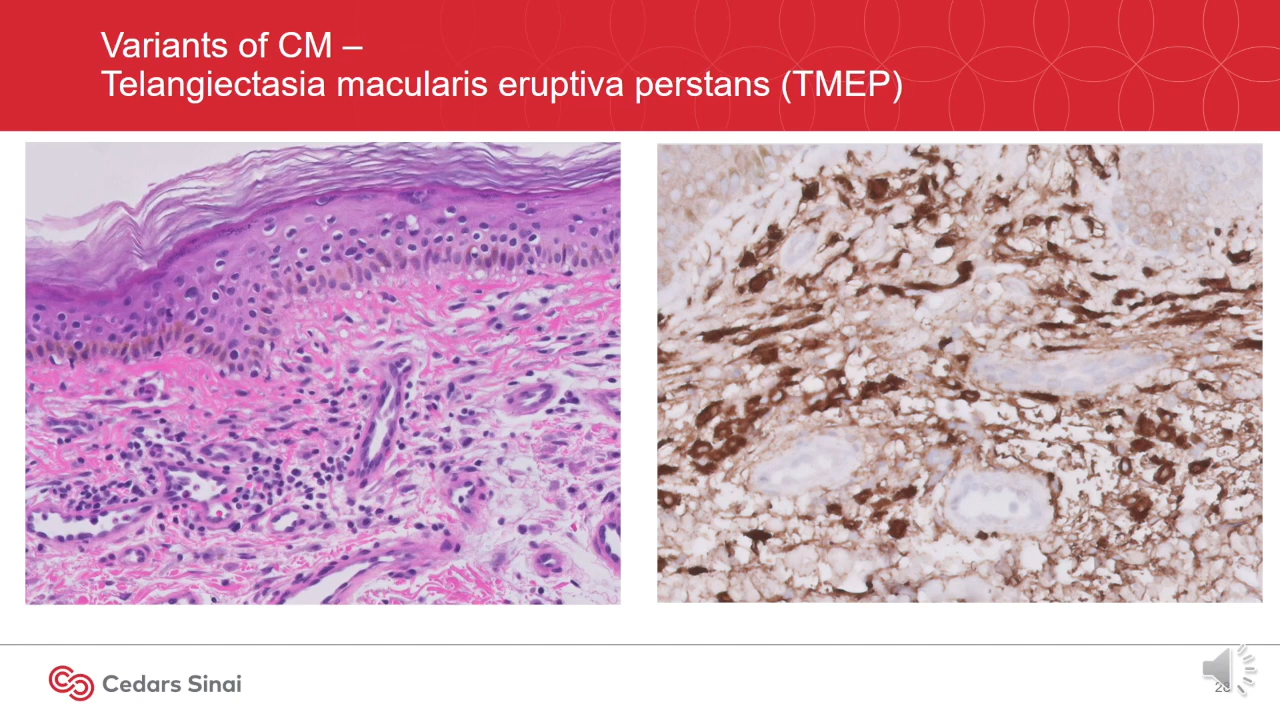 Variants of CM –
Telangiectasia macularis eruptiva perstans (TMEP)
Cedars Sinai